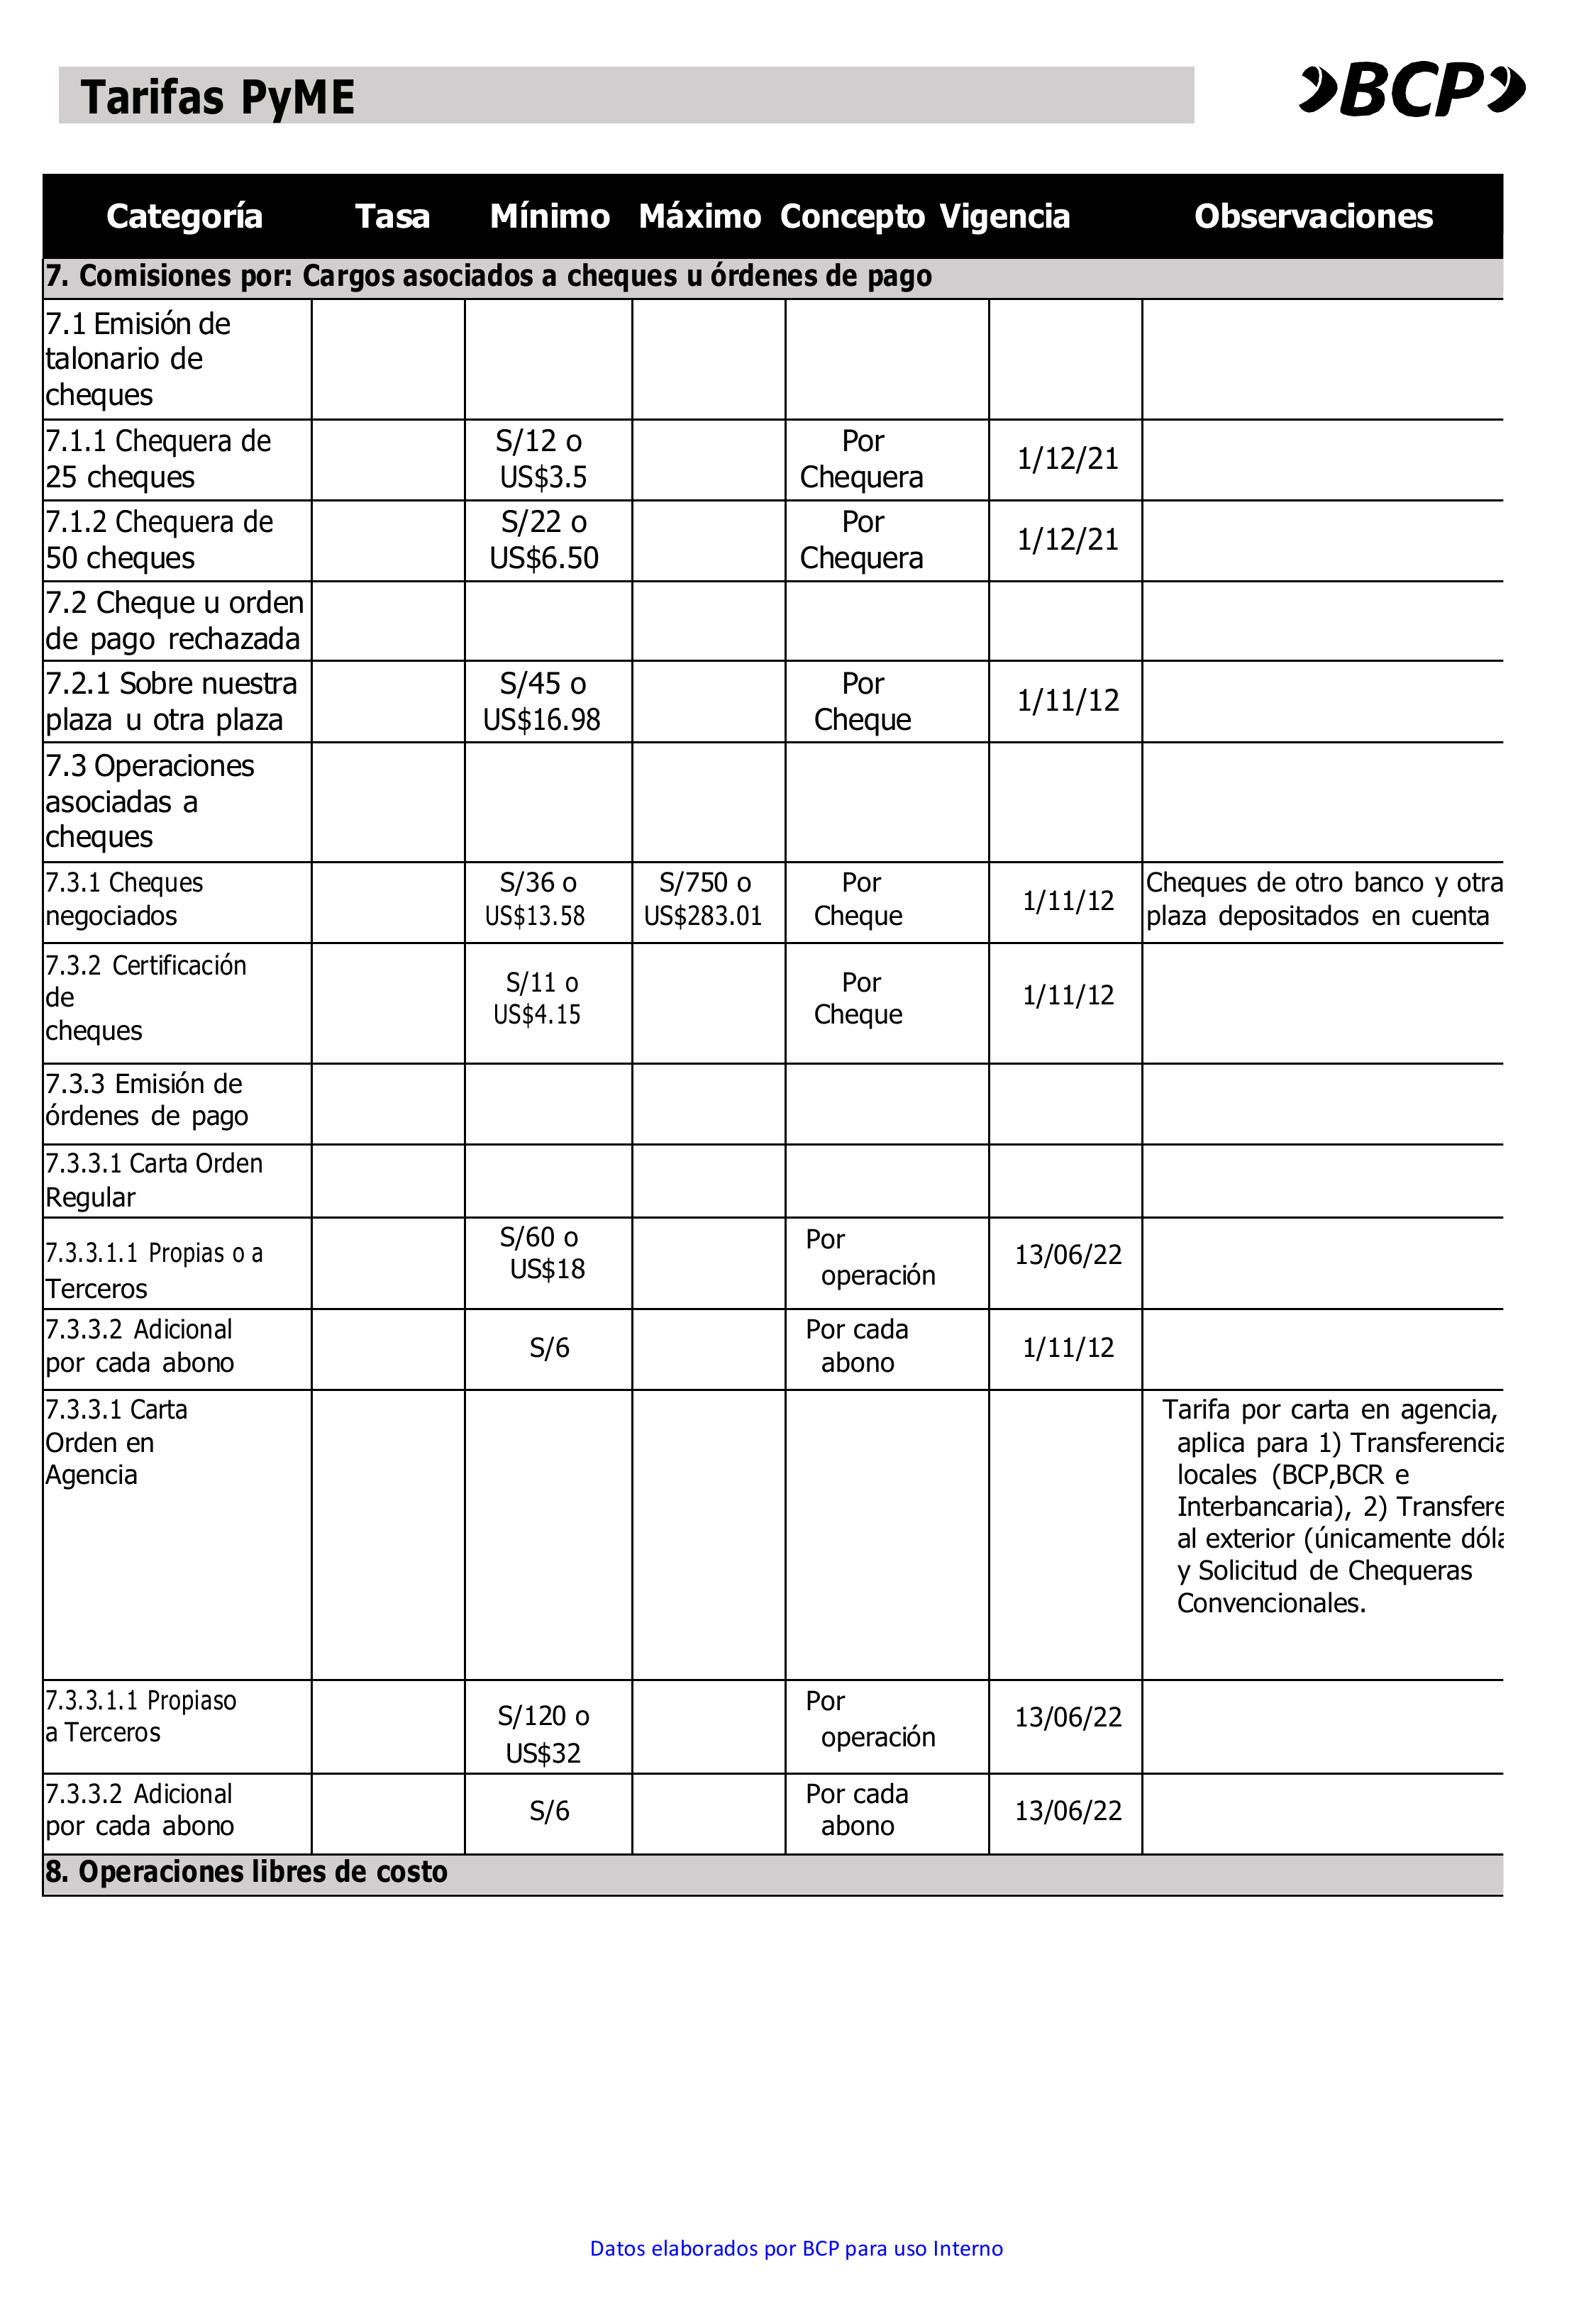 Tarifas PyME
BCP
Categoría Tasa Mínimo Máximo Concepto Vigencia Observaciones
7. Comisiones por: Cargos asociados a cheques u órdenes de pago
7.1 Emisión de
talonario de
cheques
7.1.1 Chequera de
25 cheques
S/12 o
US$3.5
Por
Chequera
1/12/21
7.1.2 Chequera de
50 cheques
S/22 o
US$6.50
Por
Chequera
1/12/21
7.2 Cheque u orden
de pago rechazada
7.2.1 Sobre nuestra
plaza u otra plaza
S/45 o
US$16.98
Por
Cheque
1/11/12
7.3 Operaciones
asociadas a
cheques
7.3.1 Cheques
negociados
S/36 o
US$13.58
S/750 o
US$283.01
Por
Cheque
1/11/12
Cheques de otro banco y otra
plaza depositados en cuenta
7.3.2 Certificación
de
cheques
S/11 o
US$4.15
Por
Cheque
1/11/12
7.3.3 Emisión de
órdenes de pago
7.3.3.1 Carta Orden
Regular
7.3.3.1.1 Propias o a
Terceros
S/60 o
US$18
Por
operación
13/06/22
7.3.3.2 Adicional
por cada abono
S/6
Por cada
abono
1/11/12
7.3.3.1 Carta
Orden en
Agencia
Tarifa por carta en agencia,
aplica para 1) Transferencia
locales (BCP,BCR e
Interbancaria), 2) Transfere
al exterior (únicamente dóla
y Solicitud de Chequeras
Convencionales.
7.3.3.1.1 Propiaso
a Terceros
S/120 o
US$32
Por
operación
13/06/22
7.3.3.2 Adicional
por cada abono
S/6
Por cada
abono
13/06/22
8. Operaciones libres de costo
Datos elaborados por BCP para uso Interno